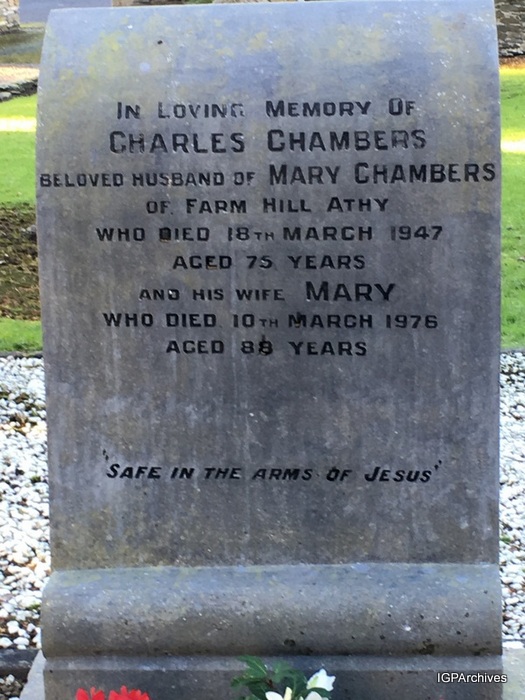 IN LOVING MEMORY OF
CHARLES CHAMBERS
BELOVED HUSBAND OF MARY CHAMBERS
OF FARM HILL ATHY
WHO DIED 18TH MARCH 1947
AGED 75 YEARS
AND HIS WIFE MARY
WHO DIED 10TH MARCH 1976
AGED 88 YEARS
'SAFE IN THE ARMS OF JESUS'
IGPArchives